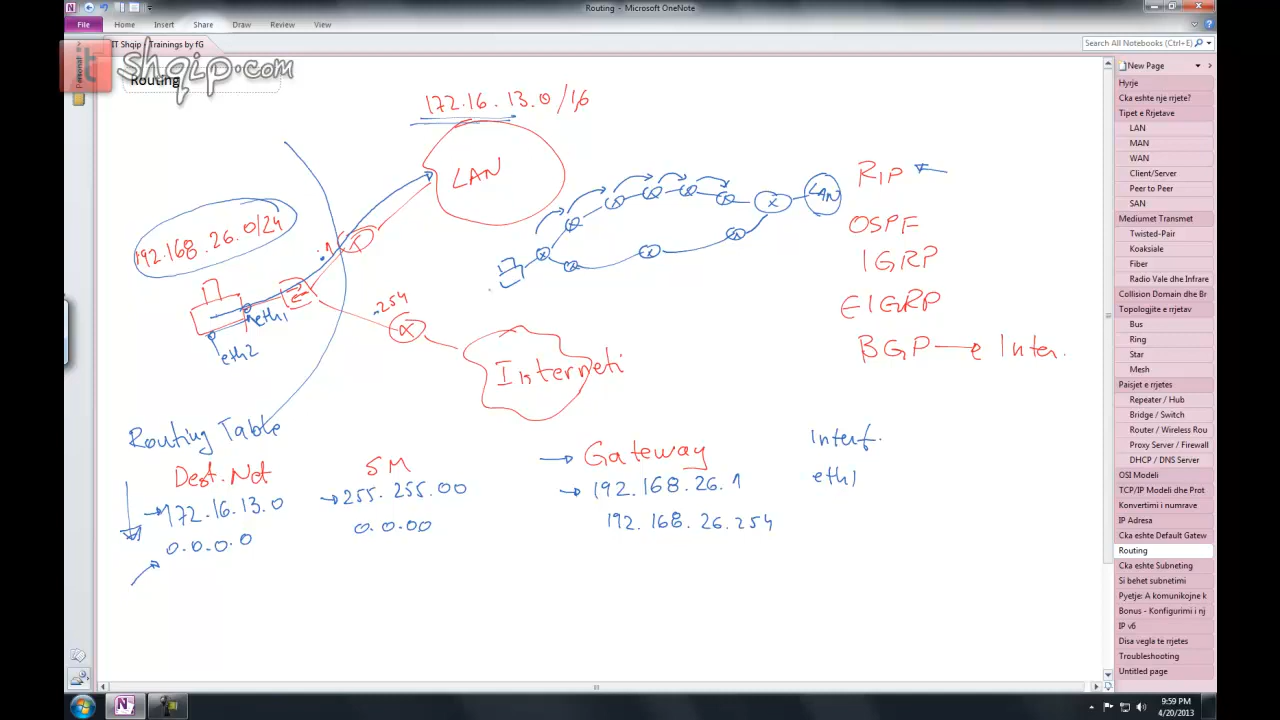 Routing - Microsoft OneNote
File Home Insert Share Draw Review View
IT Shqip - Trainings by fG
Search All Notebooks (Ctrl+E)
t shqip.com
Routing
172.16.13.0/16
LAN
192.168.26.0/24
.1
.254
eth1
eth2
Interneti
LAN
RIP
OSPF
IGRP
EIGRP
BGP → Inter.
Routing Table
Dest. Net SM Gateway Interf.
172.16.13.0 255.255.00 192.168.26.1 eth1
0.0.0.0 0.0.00 192.168.26.254
New Page
Hyrje
Cka eshte nje rrjete?
Tipet e Rrjetave
LAN
MAN
WAN
Client/Server
Peer to Peer
SAN
Mediumet Transmet
Twisted-Pair
Koaksiale
Fiber
Radio Vale dhe Infrare
Collision Domain dhe Br
Topologjite e rrjetav
Bus
Ring
Star
Mesh
Paisjet e rrjetes
Repeater / Hub
Bridge / Switch
Router / Wireless Rou
Proxy Server / Firewall
DHCP / DNS Server
OSI Modeli
TCP/IP Modeli dhe Prot
Konvertimi i numrave
IP Adresa
Cka eshte Default Gatew
Routing
Cka eshte Subneting
Si behet subnetimi
Pyetje: A komunikojne k
Bonus - Konfigurimi i nj
IP v6
Disa vegla te rrjetes
Troubleshooting
Untitled page
9:59 PM
4/20/2013